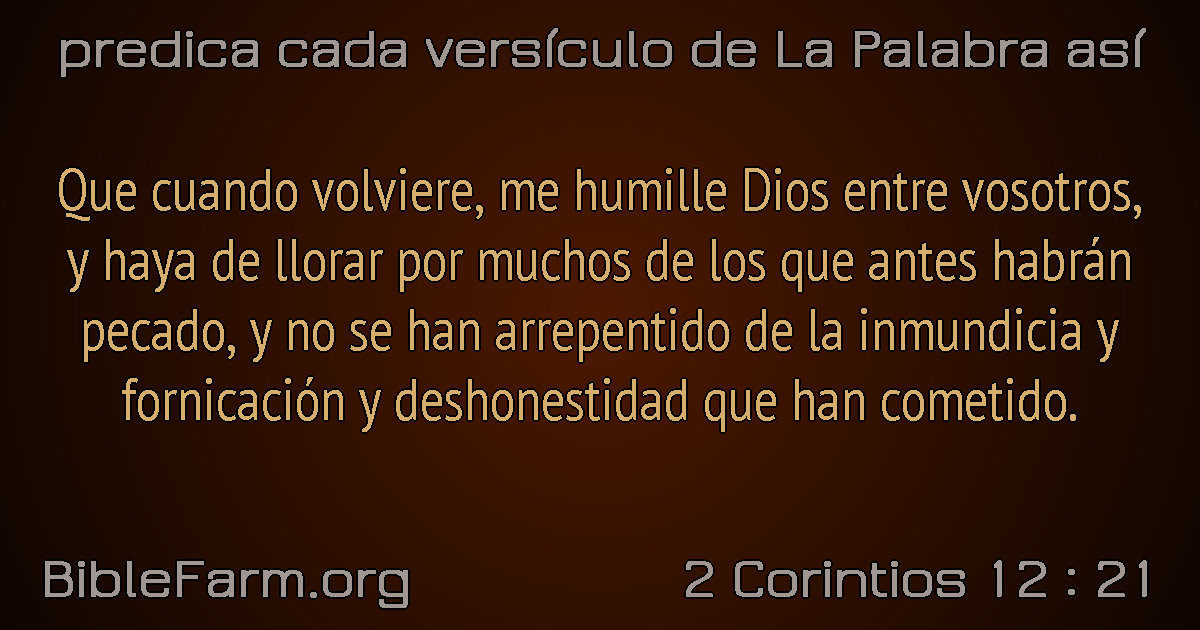 predica cada versículo de La Palabra así
Que cuando volviere, me humille Dios entre vosotros,
y haya de llorar por muchos de los que antes habrán
pecado, y no se han arrepentido de la inmundicia y
fornicación y deshonestidad que han cometido.
BibleFarm.org
2 Corintios 12 : 21